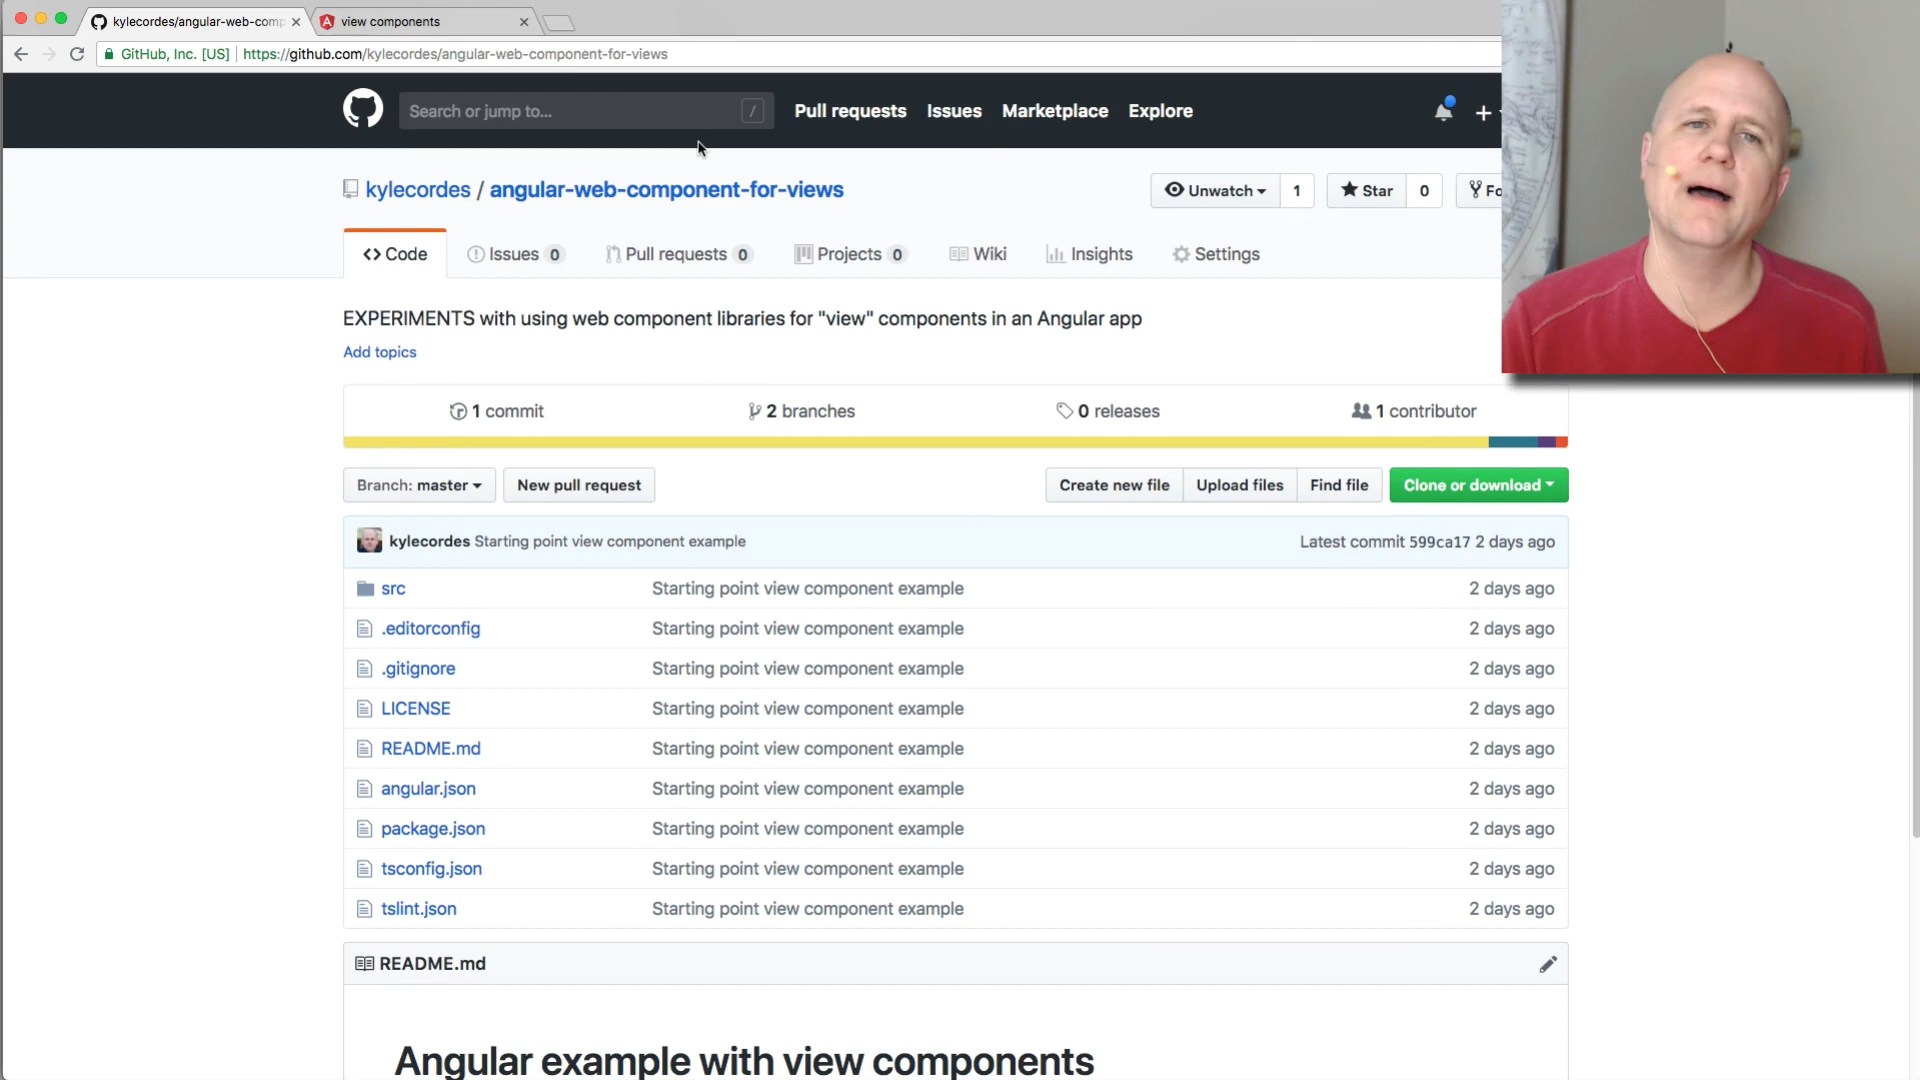 kylecordes/angular-web-comp
view components
GitHub, Inc. [US] https://github.com/kylecordes/angular-web-component-for-views
Search or jump to... /
Pull requests Issues Marketplace Explore
kylecordes / angular-web-component-for-views
Unwatch 1 Star 0 Fo
Code Issues 0 Pull requests 0 Projects 0 Wiki Insights Settings
EXPERIMENTS with using web component libraries for "view" components in an Angular app
Add topics
1 commit 2 branches 0 releases 1 contributor
Branch: master New pull request Create new file Upload files Find file Clone or download
kylecordes Starting point view component example Latest commit 599ca17 2 days ago
src Starting point view component example 2 days ago
.editorconfig Starting point view component example 2 days ago
.gitignore Starting point view component example 2 days ago
LICENSE Starting point view component example 2 days ago
README.md Starting point view component example 2 days ago
angular.json Starting point view component example 2 days ago
package.json Starting point view component example 2 days ago
tsconfig.json Starting point view component example 2 days ago
tslint.json Starting point view component example 2 days ago
README.md
Angular example with view components